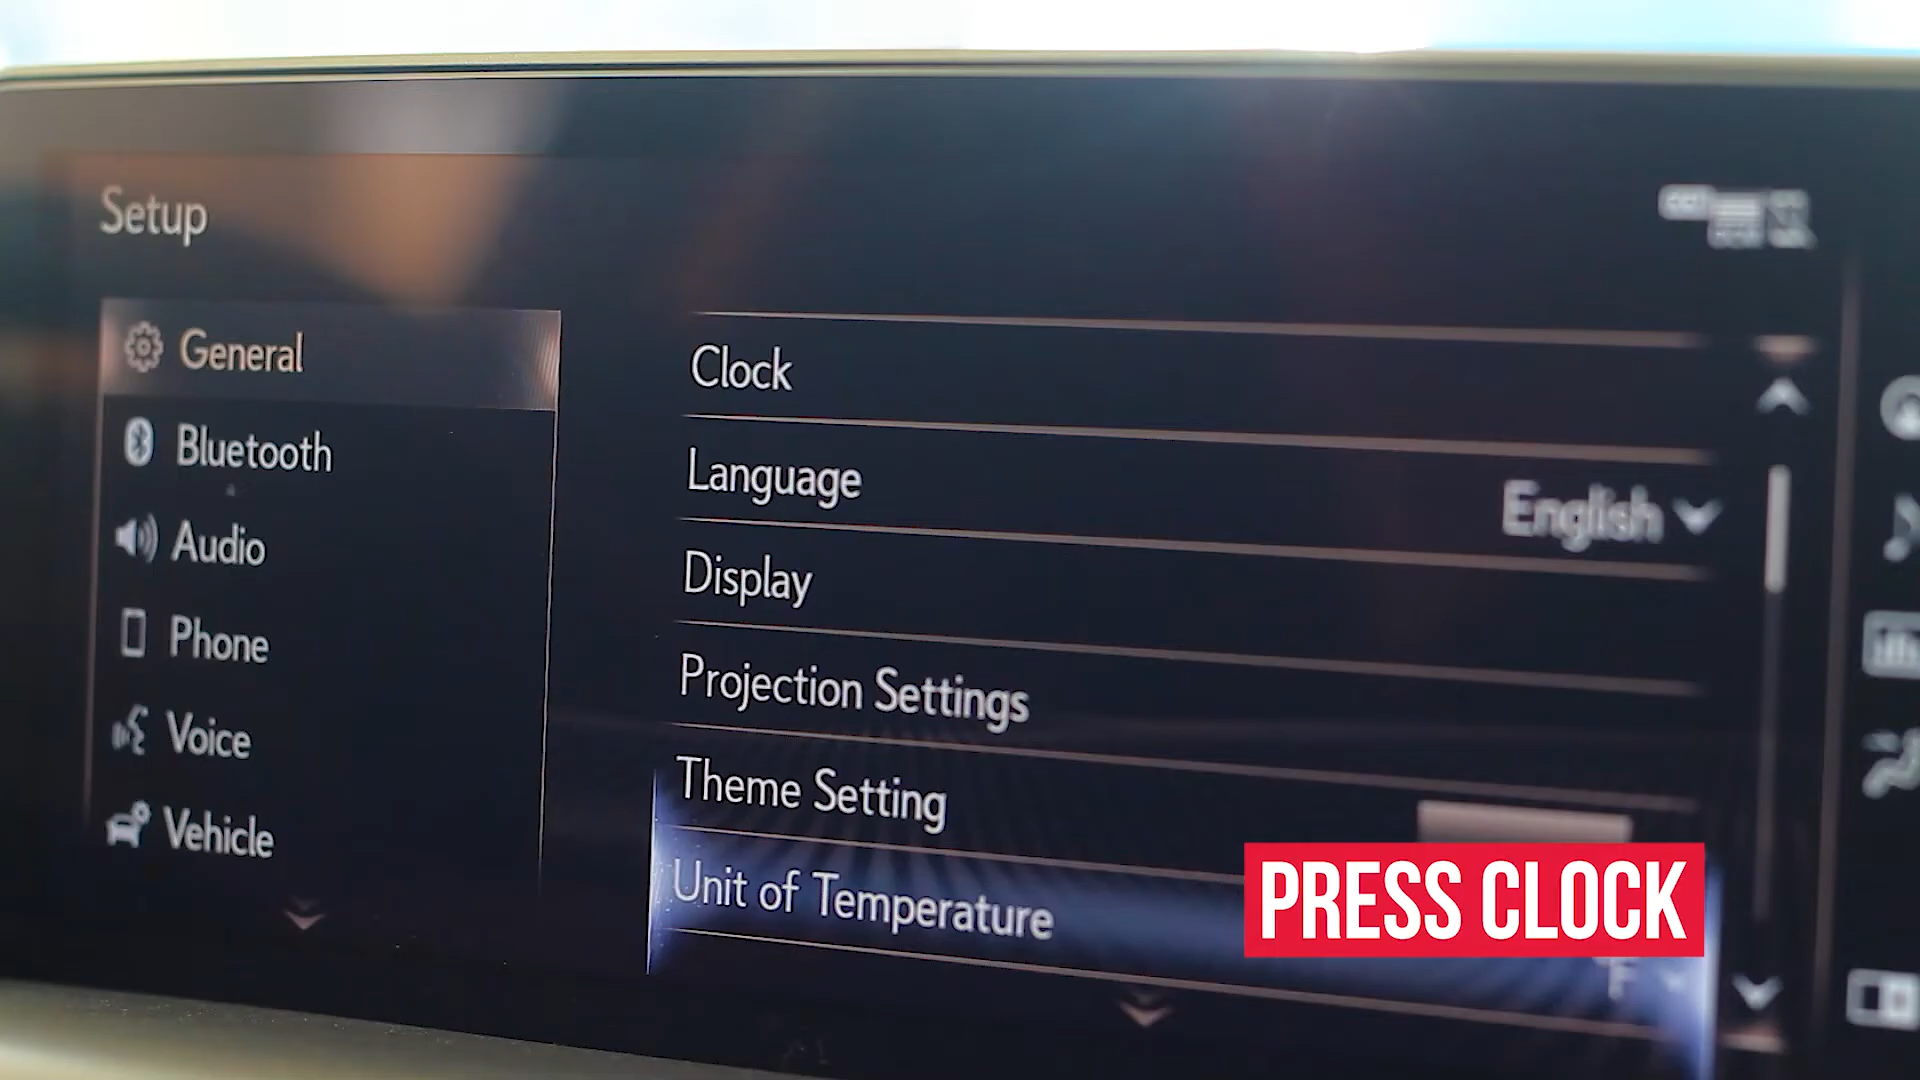 Setup
General
Bluetooth
Audio
Phone
Voice
Vehicle
Clock
Language
English
Display
Projection Settings
Theme Setting
Unit of Temperature
PRESS CLOCK